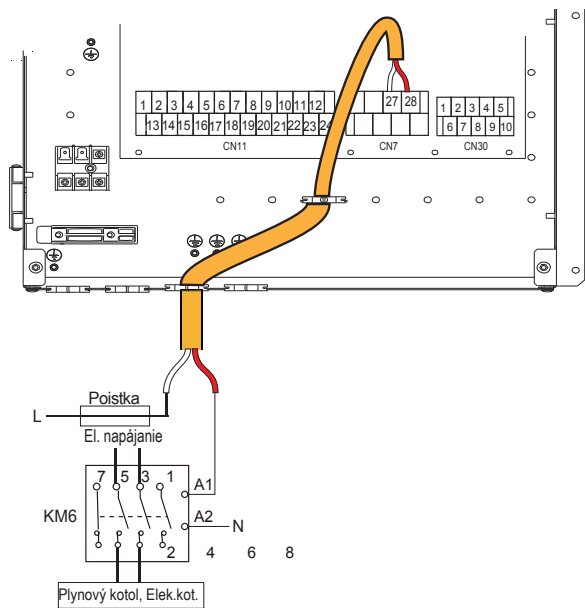 27 28
1 2 3 4 5 6 7 8 9 10 11 12
1 2 3 4 5
13 14 15 16 17 18 19 20 21 22 23 24
6 7 8 9 10
CN11 CN7 CN30
Poistka
L
El. napájanie
7 5 3 1
A1
KM6
A2 N
2 4 6 8
Plynový kotol, Elek.kot.